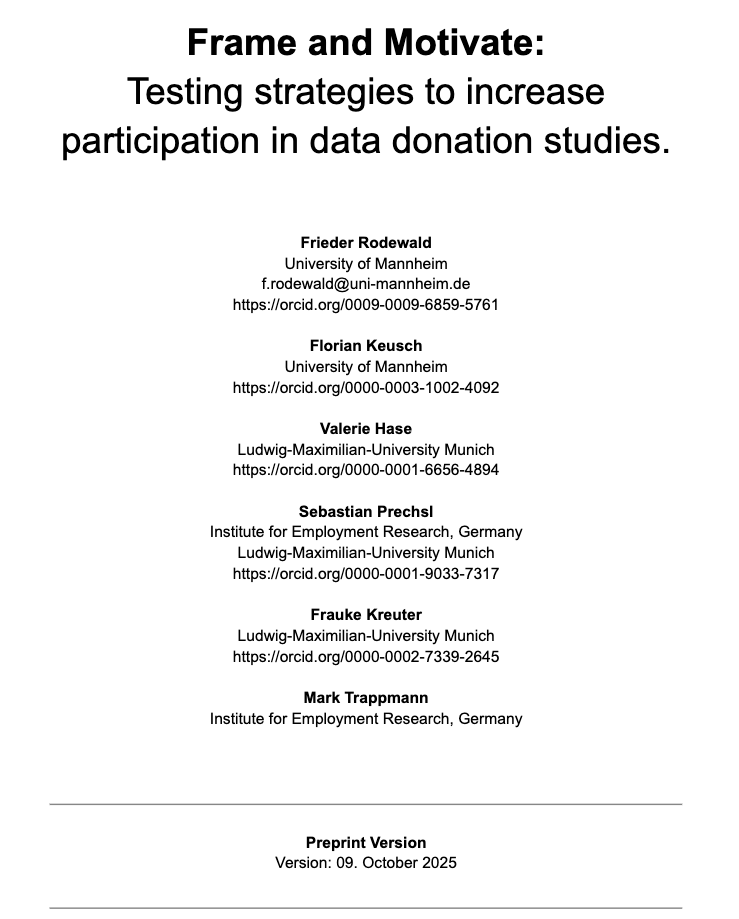 Frame and Motivate:
Testing strategies to increase
participation in data donation studies.
Frieder Rodewald
University of Mannheim
f.rodewald@uni-mannheim.de
https://orcid.org/0009-0009-6859-5761
Florian Keusch
University of Mannheim
https://orcid.org/0000-0003-1002-4092
Valerie Hase
Ludwig-Maximilian-University Munich
https://orcid.org/0000-0001-6656-4894
Sebastian Prechsl
Institute for Employment Research, Germany
Ludwig-Maximilian-University Munich
https://orcid.org/0000-0001-9033-7317
Frauke Kreuter
Ludwig-Maximilian-University Munich
https://orcid.org/0000-0002-7339-2645
Mark Trappmann
Institute for Employment Research, Germany
Preprint Version
Version: 09. October 2025